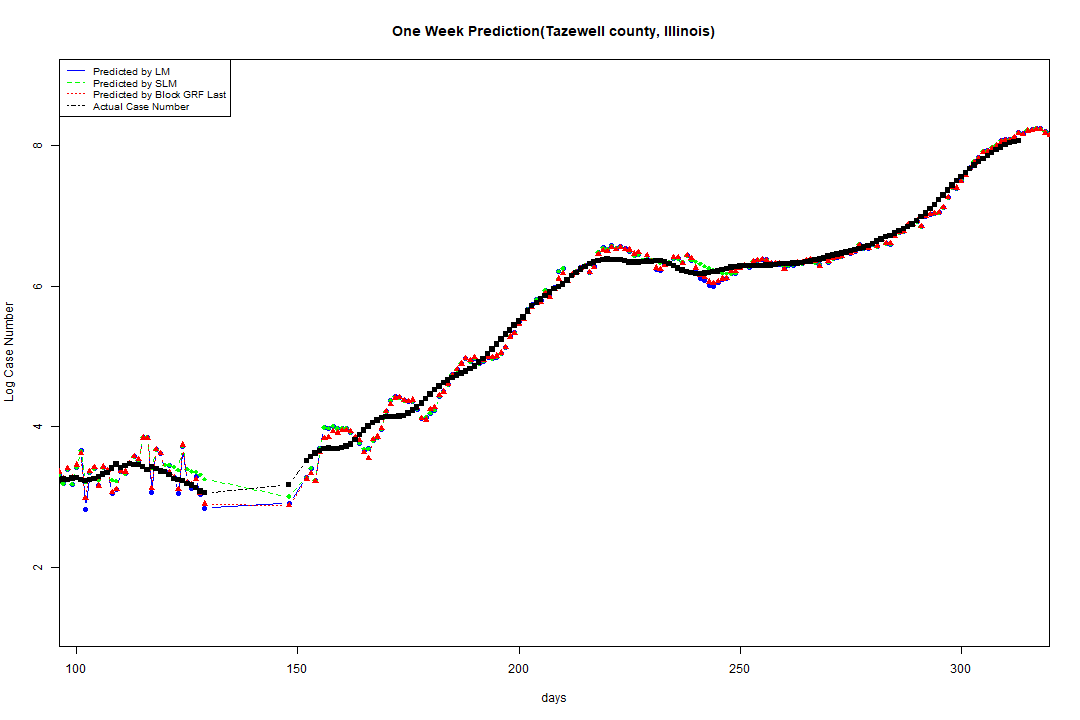 One Week Prediction(Tazewell county, Illinois)
Predicted by LM
Predicted by SLM
Predicted by Block GRF Last
Actual Case Number
8
6
4
2
Log Case Number
100 150 200 250 300
days